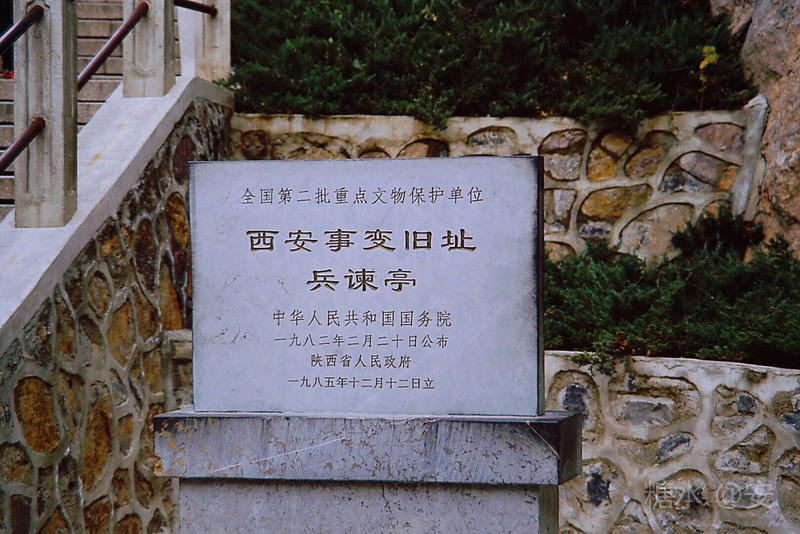 全国第二批重点文物保护单位
西安事变旧址
兵谏亭
中华人民共和国国务院
一九八二年二月二十日公布
陕西省人民政府
一九八五年十二月十二日立
糖水 @安